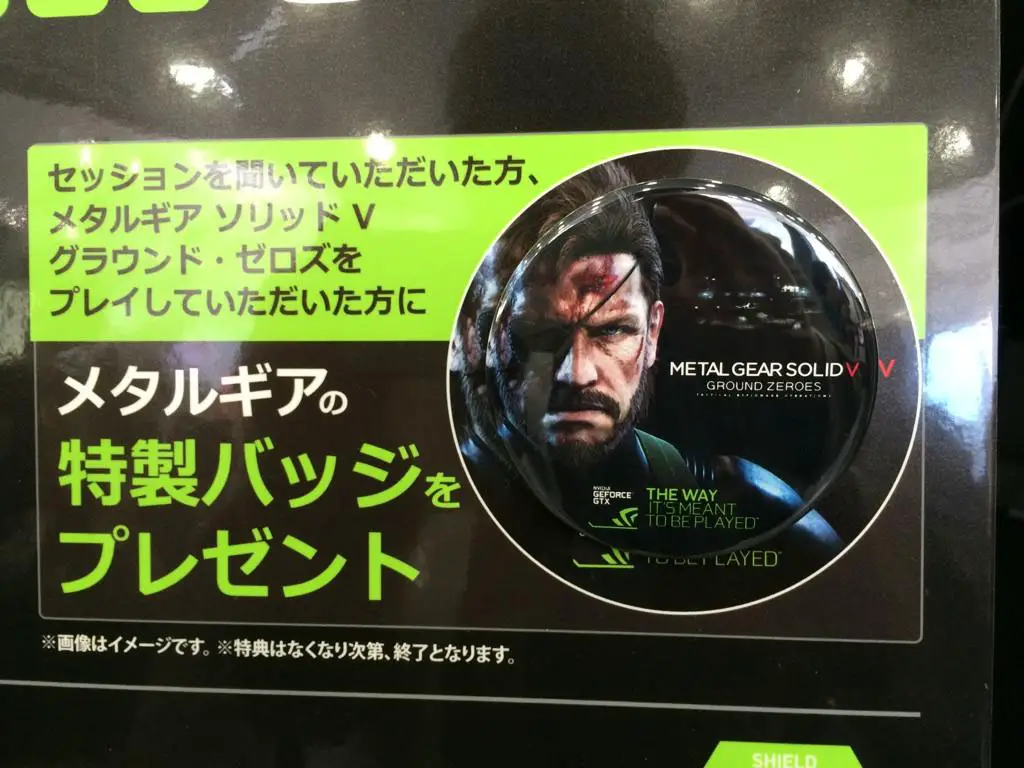 セッションを聞いていただいた方、
メタルギア ソリッド V
グラウンド・ゼロズを
プレイしていただいた方に
メタルギアの
特製バッジを
プレゼント
METAL GEAR SOLID V V
GROUND ZEROES
NVIDIA
GEFORCE
GTX
THE WAY
IT'S MEANT
TO BE PLAYED
TO BE PLAYED
※画像はイメージです。※特典はなくなり次第、終了となります。
SHIELD